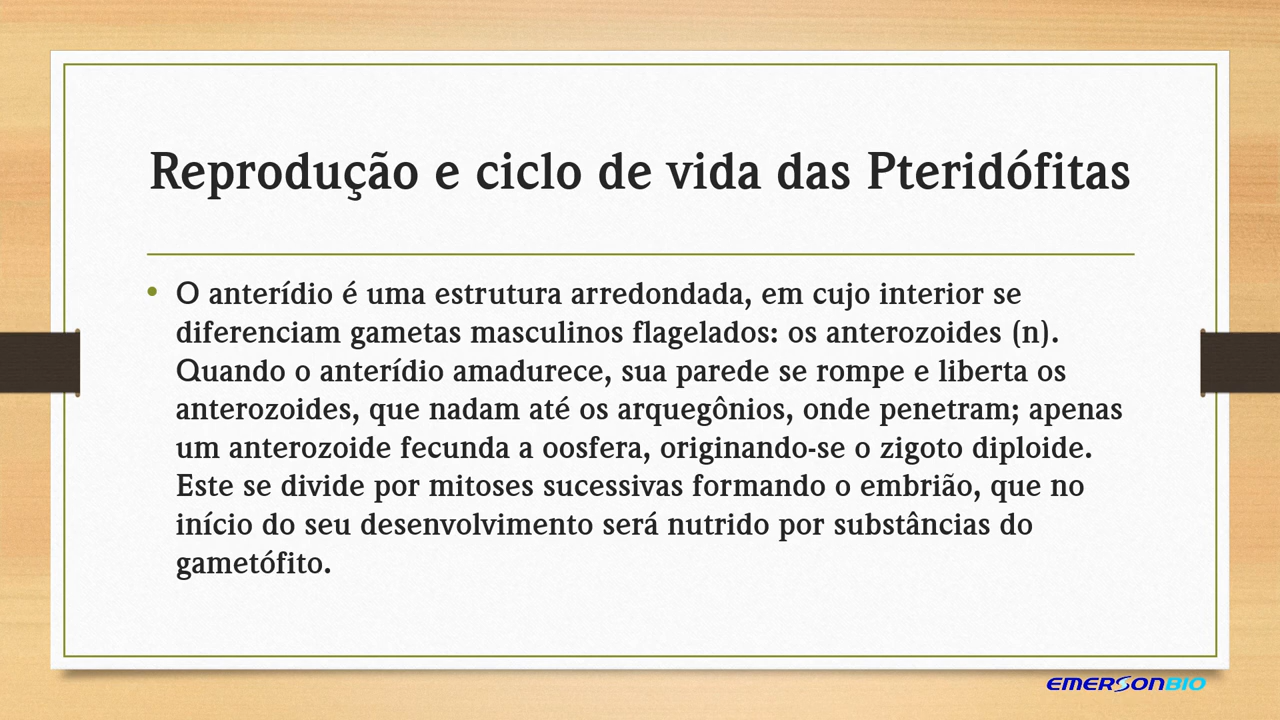 Reprodução e ciclo de vida das Pteridófitas
• O anterídio é uma estrutura arredondada, em cujo interior se
diferenciam gametas masculinos flagelados: os anterozoides (n).
Quando o anterídio amadurece, sua parede se rompe e liberta os
anterozoides, que nadam até os arquegônios, onde penetram; apenas
um anterozoide fecunda a oosfera, originando-se o zigoto diploide.
Este se divide por mitoses sucessivas formando o embrião, que no
início do seu desenvolvimento será nutrido por substâncias do
gametófito.
EMERSONBIO